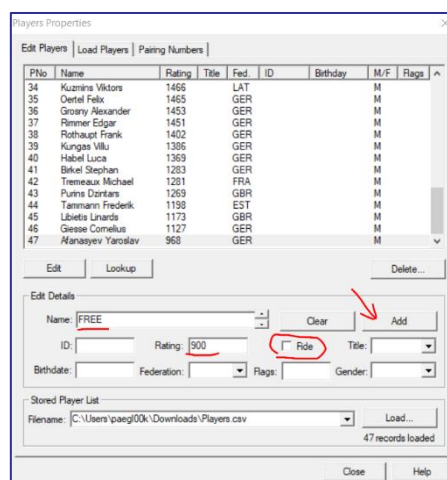 Players Properties
Edit Players Load Players Pairing Numbers
PNo Name Rating Title Fed. ID Birthday M/F Flags
34 Kuzmins Viktors 1466 LAT M
35 Oertel Felix 1465 GER M
36 Grosny Alexander 1453 GER M
37 Rimmer Edgar 1451 GER M
38 Rothaupt Frank 1402 GER M
39 Kungas Villu 1386 GER M
40 Habel Luca 1369 GER M
41 Birkel Stephan 1283 GER M
42 Tremeaux Michael 1281 FRA M
43 Purins Dzintars 1269 GBR M
44 Tammann Frederik 1198 EST M
45 Libietis Linards 1173 GBR M
46 Giesse Cornelius 1127 GER M
47 Afanasyev Yaroslav 968 GER M
Edit Lookup Delete...
Edit Details
Name: FREE Clear Add
ID: Rating: 900 Fide Title:
Birthdate: Federation: Flags: Gender:
Stored Player List
Filename: C:\Users\paegl00k\Downloads\Players.csv Load...
47 records loaded
Close Help